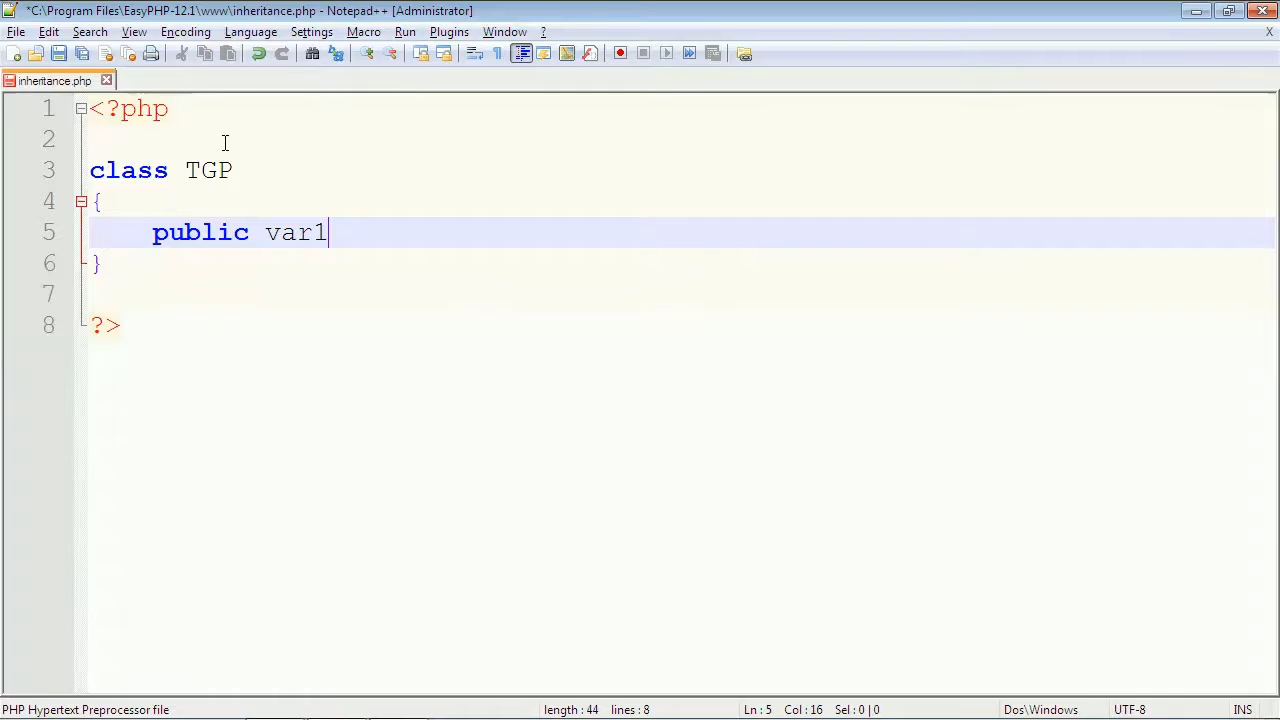 *C:\Program Files\EasyPHP-12.1\www\inheritance.php - Notepad++ [Administrator]
File Edit Search View Encoding Language Settings Macro Run Plugins Window ? X
inheritance.php
1 <?php
2
3 class TGP
4 {
5 public var1
6 }
7
8 ?>
PHP Hypertext Preprocessor file length : 44 lines : 8 Ln : 5 Col : 16 Sel : 0 | 0 Dos\Windows UTF-8 INS